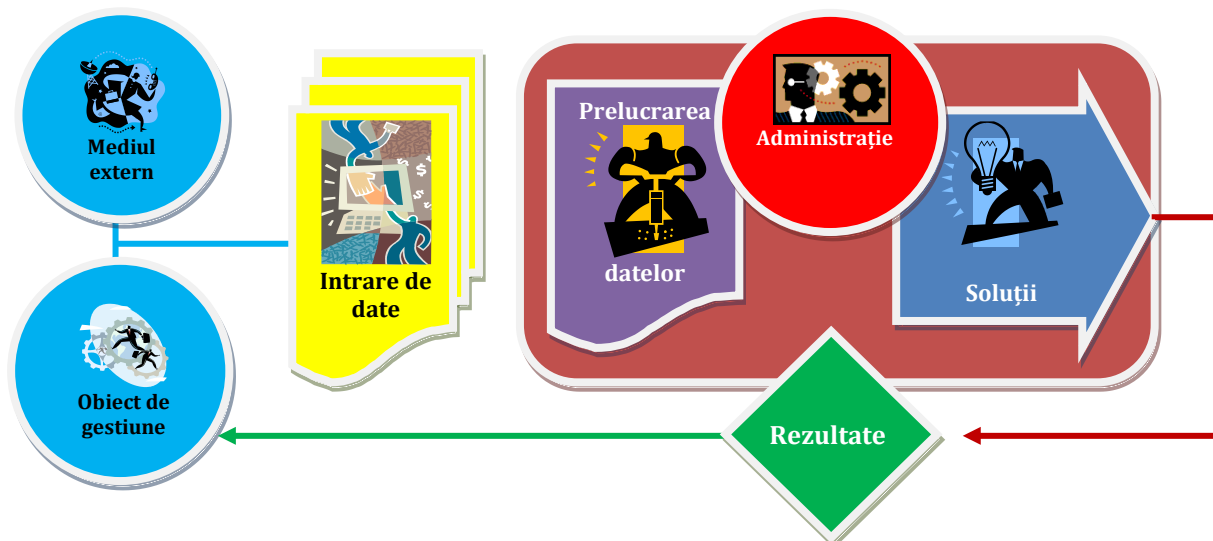 Mediul
extern
Obiect de
gestiune
Intrare de
date
Prelucrarea
datelor
Administrație
Soluții
Rezultate